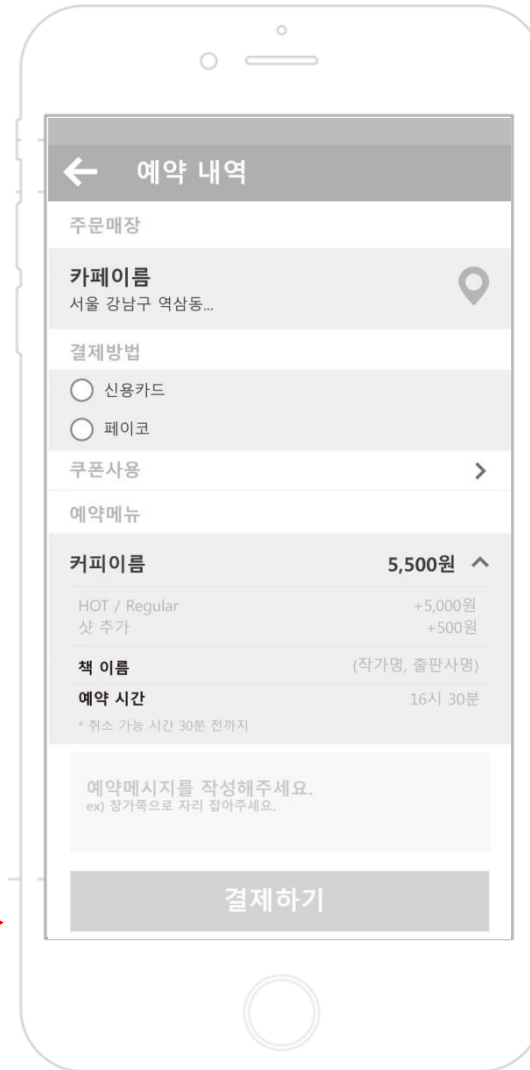 예약 내역
주문매장
카페이름
서울 강남구 역삼동...
결제방법
신용카드
페이코
쿠폰사용
예약메뉴
커피이름 5,500원
HOT / Regular +5,000원
샷 추가 +500원
책 이름 (작가명, 출판사명)
예약 시간 16시 30분
* 취소 가능 시간 30분 전까지
예약메시지를 작성해주세요.
ex) 창가쪽으로 자리 잡아주세요.
결제하기